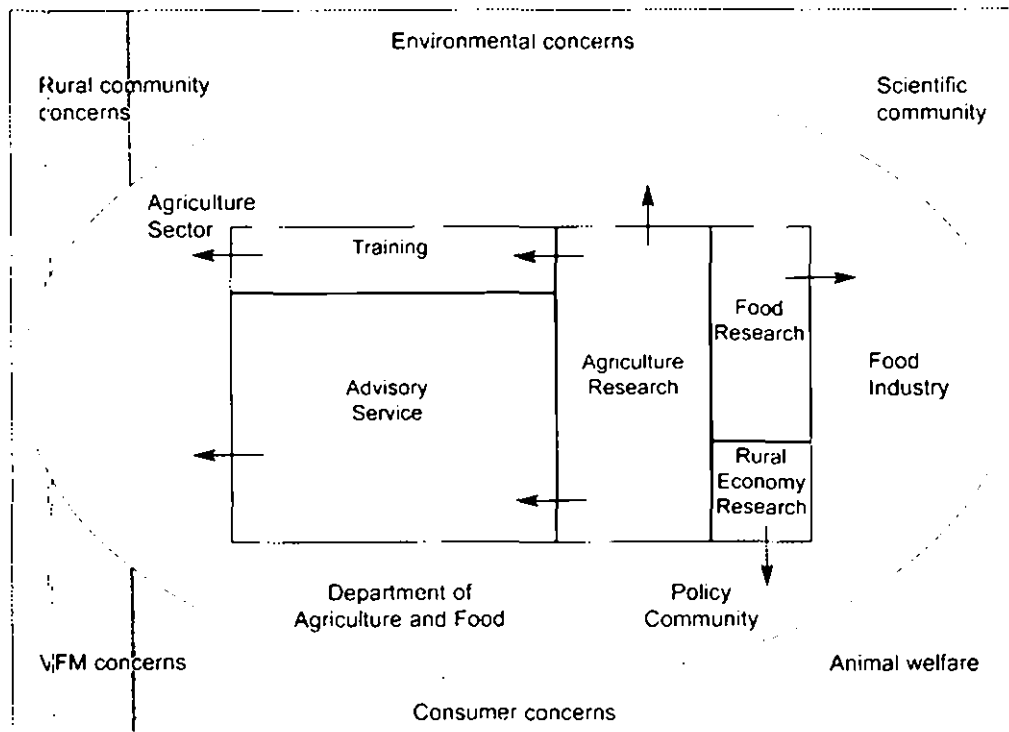 Environmental concerns
Rural community
concerns
Scientific
community
Agriculture
Sector
Training
Food
Research
Agriculture
Research
Food
Industry
Advisory
Service
Rural
Economy
Research
Department of
Agriculture and Food
Policy
Community
VFM concerns
Animal welfare
Consumer concerns